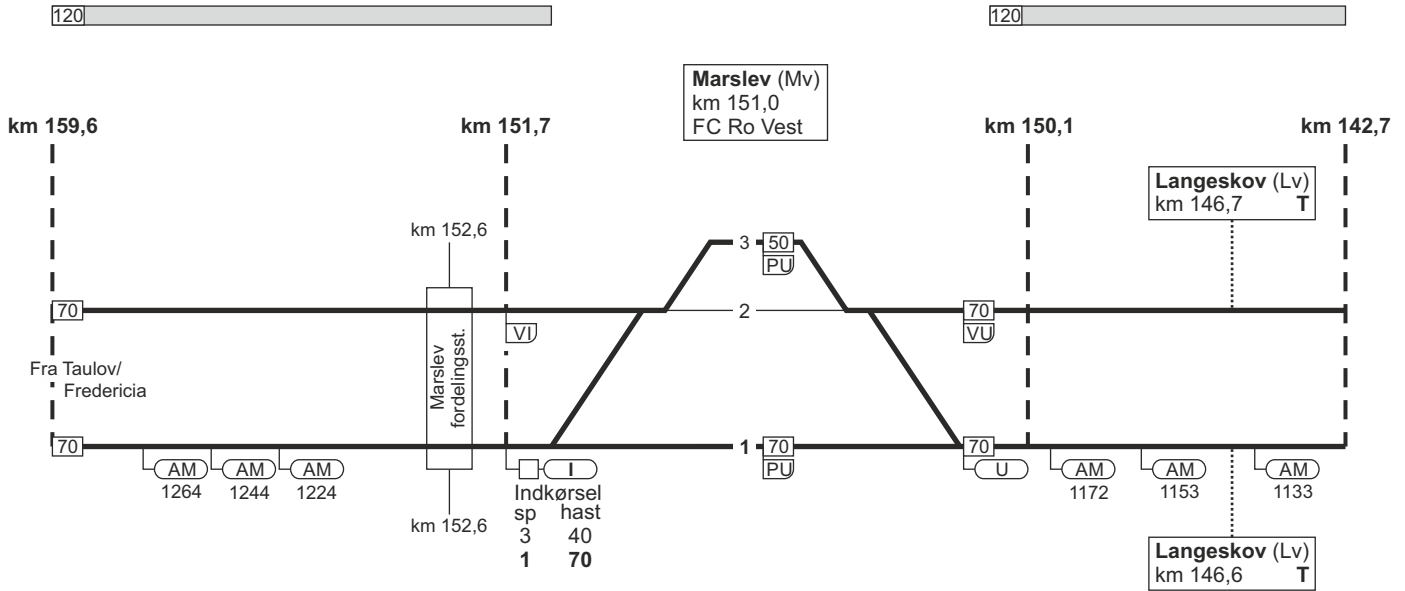 120
120
Marslev (Mv)
km 151,0
FC Ro Vest
km 159,6
km 151,7
km 150,1
km 142,7
Langeskov (Lv)
km 146,7 T
km 152,6
3 50
PU
70
2
70
VI
VU
Marslev
fordelingsst.
Fra Taulov/
Fredericia
70
1 70
70
AM
AM
AM
I
PU
U
AM
AM
AM
1264
1244
1224
1172
1153
1133
Indkørsel
sp hast
3 40
1 70
km 152,6
Langeskov (Lv)
km 146,6 T